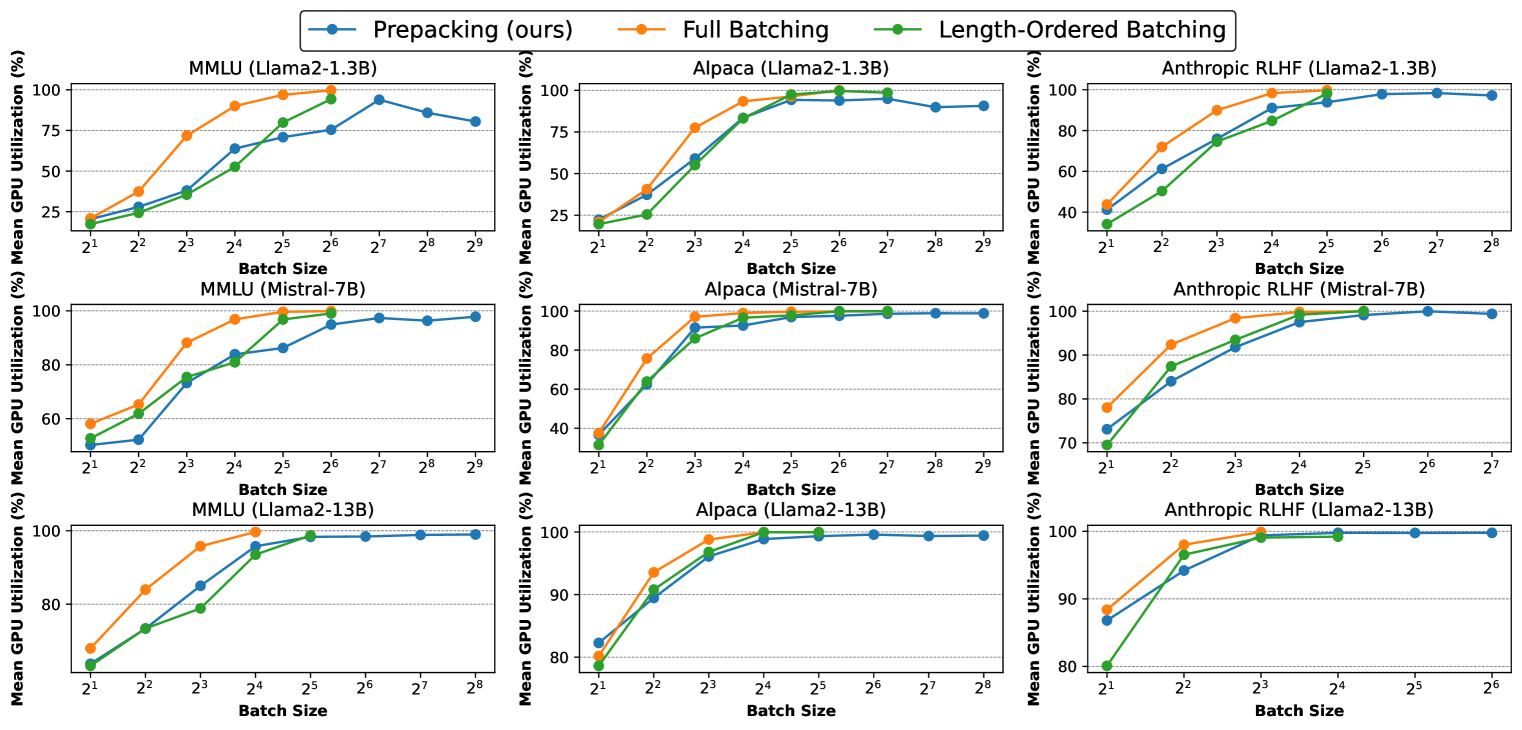 Prepacking (ours) Full Batching Length-Ordered Batching
MMLU (Llama2-1.3B)
Mean GPU Utilization (%)
100
75
50
25
2¹ 2² 2³ 2⁴ 2⁵ 2⁶ 2⁷ 2⁸ 2⁹
Batch Size
Alpaca (Llama2-1.3B)
Mean GPU Utilization (%)
100
75
50
25
2¹ 2² 2³ 2⁴ 2⁵ 2⁶ 2⁷ 2⁸ 2⁹
Batch Size
Anthropic RLHF (Llama2-1.3B)
Mean GPU Utilization (%)
100
80
60
40
2¹ 2² 2³ 2⁴ 2⁵ 2⁶ 2⁷ 2⁸
Batch Size
MMLU (Mistral-7B)
Mean GPU Utilization (%)
100
80
60
2¹ 2² 2³ 2⁴ 2⁵ 2⁶ 2⁷ 2⁸ 2⁹
Batch Size
Alpaca (Mistral-7B)
Mean GPU Utilization (%)
100
80
60
40
2¹ 2² 2³ 2⁴ 2⁵ 2⁶ 2⁷ 2⁸ 2⁹
Batch Size
Anthropic RLHF (Mistral-7B)
Mean GPU Utilization (%)
100
90
80
70
2¹ 2² 2³ 2⁴ 2⁵ 2⁶ 2⁷
Batch Size
MMLU (Llama2-13B)
Mean GPU Utilization (%)
100
80
2¹ 2² 2³ 2⁴ 2⁵ 2⁶ 2⁷ 2⁸
Batch Size
Alpaca (Llama2-13B)
Mean GPU Utilization (%)
100
90
80
2¹ 2² 2³ 2⁴ 2⁵ 2⁶ 2⁷ 2⁸
Batch Size
Anthropic RLHF (Llama2-13B)
Mean GPU Utilization (%)
100
90
80
2¹ 2² 2³ 2⁴ 2⁵ 2⁶
Batch Size